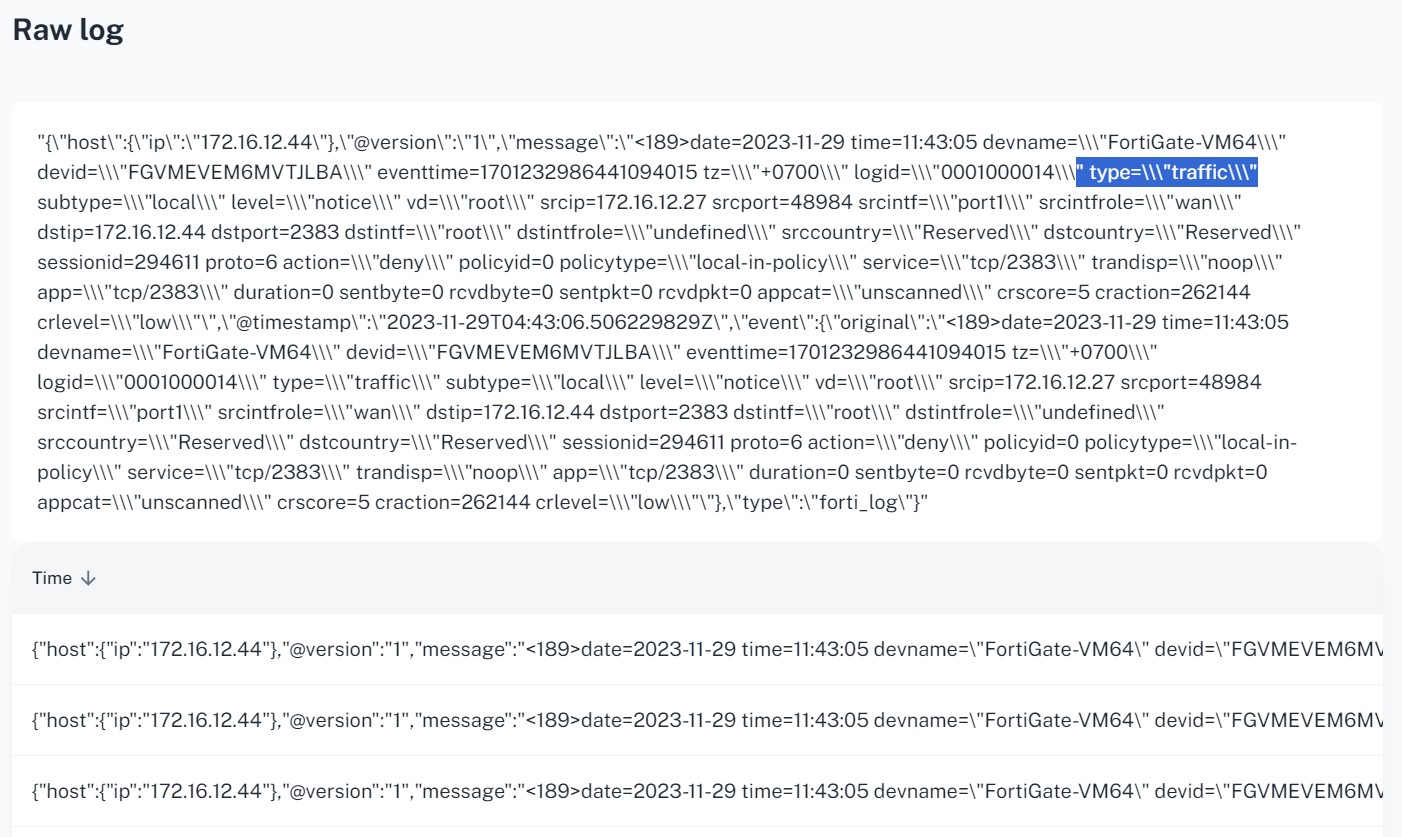 Raw log
"{\"host\":{\"ip\":\"172.16.12.44\"},\"@version\":\"1\",\"message\":\"<189>date=2023-11-29 time=11:43:05 devname=\\\"FortiGate-VM64\\\"
devid=\\\"FGVMEVEM6MVTJLBA\\\" eventtime=1701232986441094015 tz=\\\"+0700\\\" logid=\\\"0001000014\\\" type=\\\"traffic\\\"
subtype=\\\"local\\\" level=\\\"notice\\\" vd=\\\"root\\\" srcip=172.16.12.27 srcport=48984 srcintf=\\\"port1\\\" srcintfrole=\\\"wan\\\"
dstip=172.16.12.44 dstport=2383 dstintf=\\\"root\\\" dstintfrole=\\\"undefined\\\" srccountry=\\\"Reserved\\\" dstcountry=\\\"Reserved\\\"
sessionid=294611 proto=6 action=\\\"deny\\\" policyid=0 policytype=\\\"local-in-policy\\\" service=\\\"tcp/2383\\\" trandisp=\\\"noop\\\"
app=\\\"tcp/2383\\\" duration=0 sentbyte=0 rcvdbyte=0 sentpkt=0 rcvdpkt=0 appcat=\\\"unscanned\\\" crscore=5 craction=262144
crlevel=\\\"low\\\"\",\"@timestamp\":\"2023-11-29T04:43:06.506229829Z\",\"event\":{\"original\":\"<189>date=2023-11-29 time=11:43:05
devname=\\\"FortiGate-VM64\\\" devid=\\\"FGVMEVEM6MVTJLBA\\\" eventtime=1701232986441094015 tz=\\\"+0700\\\"
logid=\\\"0001000014\\\" type=\\\"traffic\\\" subtype=\\\"local\\\" level=\\\"notice\\\" vd=\\\"root\\\" srcip=172.16.12.27 srcport=48984
srcintf=\\\"port1\\\" srcintfrole=\\\"wan\\\" dstip=172.16.12.44 dstport=2383 dstintf=\\\"root\\\" dstintfrole=\\\"undefined\\\"
srccountry=\\\"Reserved\\\" dstcountry=\\\"Reserved\\\" sessionid=294611 proto=6 action=\\\"deny\\\" policyid=0 policytype=\\\"local-in-
policy\\\" service=\\\"tcp/2383\\\" trandisp=\\\"noop\\\" app=\\\"tcp/2383\\\" duration=0 sentbyte=0 rcvdbyte=0 sentpkt=0 rcvdpkt=0
appcat=\\\"unscanned\\\" crscore=5 craction=262144 crlevel=\\\"low\\\"\"},\"type\":\"forti_log\"}"
Time ↓
{"host":{"ip":"172.16.12.44"},"@version":"1","message":"<189>date=2023-11-29 time=11:43:05 devname=\"FortiGate-VM64\" devid=\"FGVMEVEM6MV
{"host":{"ip":"172.16.12.44"},"@version":"1","message":"<189>date=2023-11-29 time=11:43:05 devname=\"FortiGate-VM64\" devid=\"FGVMEVEM6MV
{"host":{"ip":"172.16.12.44"},"@version":"1","message":"<189>date=2023-11-29 time=11:43:05 devname=\"FortiGate-VM64\" devid=\"FGVMEVEM6MV